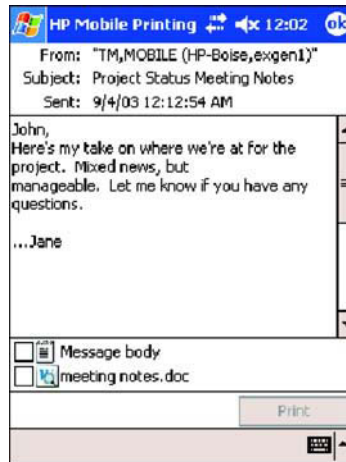 HP Mobile Printing 12:02 ok
From: "TM,MOBILE (HP-Boise,exgen1)"
Subject: Project Status Meeting Notes
Sent: 9/4/03 12:12:54 AM
John,
Here's my take on where we're at for the
project. Mixed news, but
manageable. Let me know if you have any
questions.
...Jane
Message body
meeting notes.doc
Print